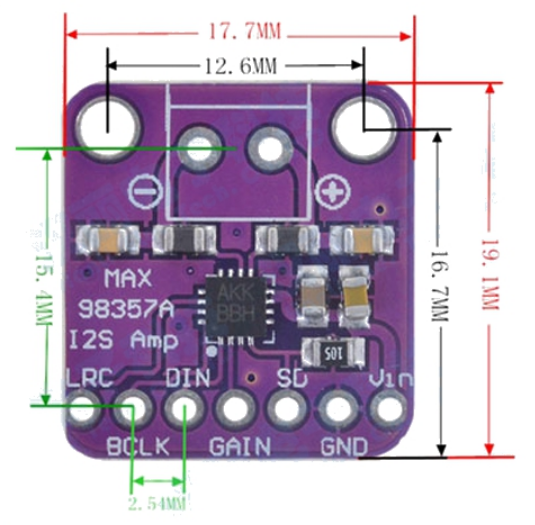 17.7MM
12.6MM
15.4MM
16.7MM
19.1MM
− +
MAX
98357A
I2S Amp
AKK
BBH
105
LRC DIN SD Vin
BCLK GAIN GND
2.54MM